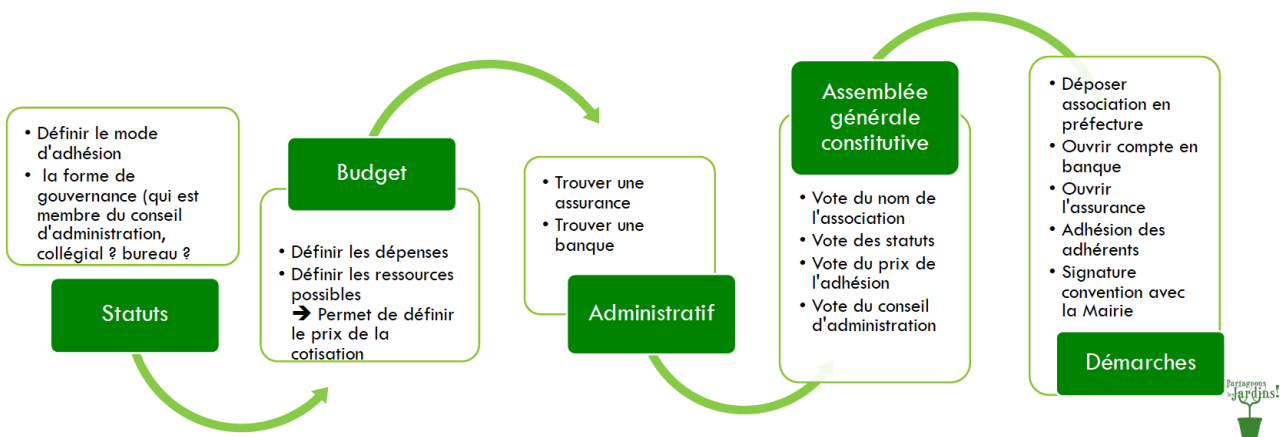 • Définir le mode
d'adhésion
• la forme de
gouvernance (qui est
membre du conseil
d'administration,
collégial ? bureau ?
Statuts
Budget
• Définir les dépenses
• Définir les ressources
possibles
➔ Permet de définir
le prix de la
cotisation
• Trouver une
assurance
• Trouver une
banque
Administratif
Assemblée
générale
constitutive
• Vote du nom de
l'association
• Vote des statuts
• Vote du prix de
l'adhésion
• Vote du conseil
d'administration
• Déposer
association en
préfecture
• Ouvrir compte en
banque
• Ouvrir
l'assurance
• Adhésion des
adhérents
• Signature
convention avec
la Mairie
Démarches
Partageons
les Jardins!